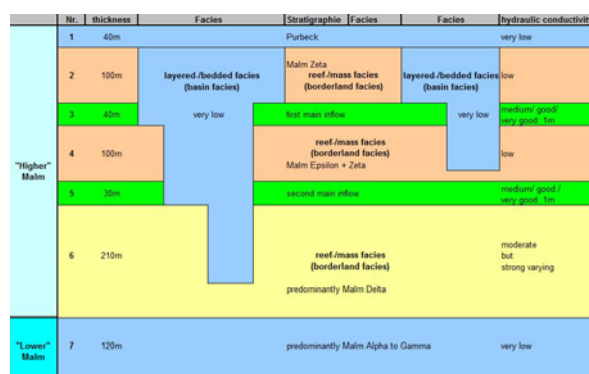 Nr. thickness Facies Stratigraphie Facies Facies hydraulic conductivity
1 40m Purbeck very low
Malm Zeta
2 100m layered-/bedded facies reef-/mass facies layered-/bedded facies low
(basin facies) (borderland facies) (basin facies)
3 40m very low first main inflow very low medium/ good/
very good 1m
reef-/mass facies
4 100m (borderland facies) low
Malm Epsilon + Zeta
"Higher"
Malm
5 30m second main inflow medium/ good./
very good 1m
moderate
6 210m reef-/mass facies but
(borderland facies) strong varying
predominantly Malm Delta
"Lower" 7 120m predominantly Malm Alpha to Gamma very low
Malm